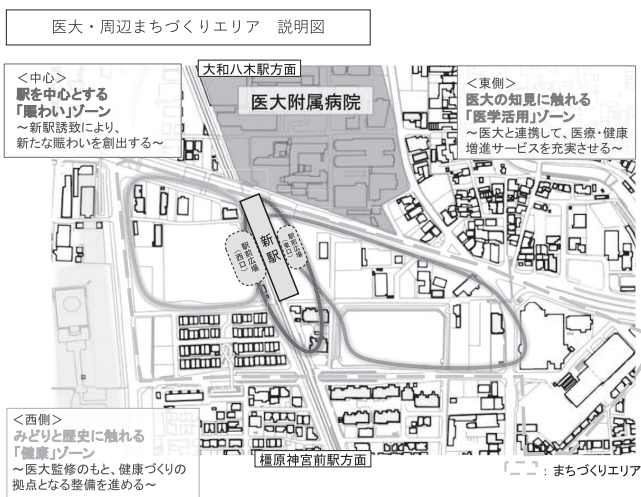 医大・周辺まちづくりエリア　説明図
大和八木駅方面
＜中心＞
駅を中心とする
「賑わい」ゾーン
～新駅誘致により、
新たな賑わいを創出する～
医大附属病院
＜東側＞
医大の知見に触れる
「医学活用」ゾーン
～医大と連携して、医療・健康
増進サービスを充実させる～
駅前広場
（西口）
新駅
駅前広場
（東口）
＜西側＞
みどりと歴史に触れる
「健康」ゾーン
～医大監修のもと、健康づくりの
拠点となる整備を進める～
橿原神宮前駅方面
：まちづくりエリア